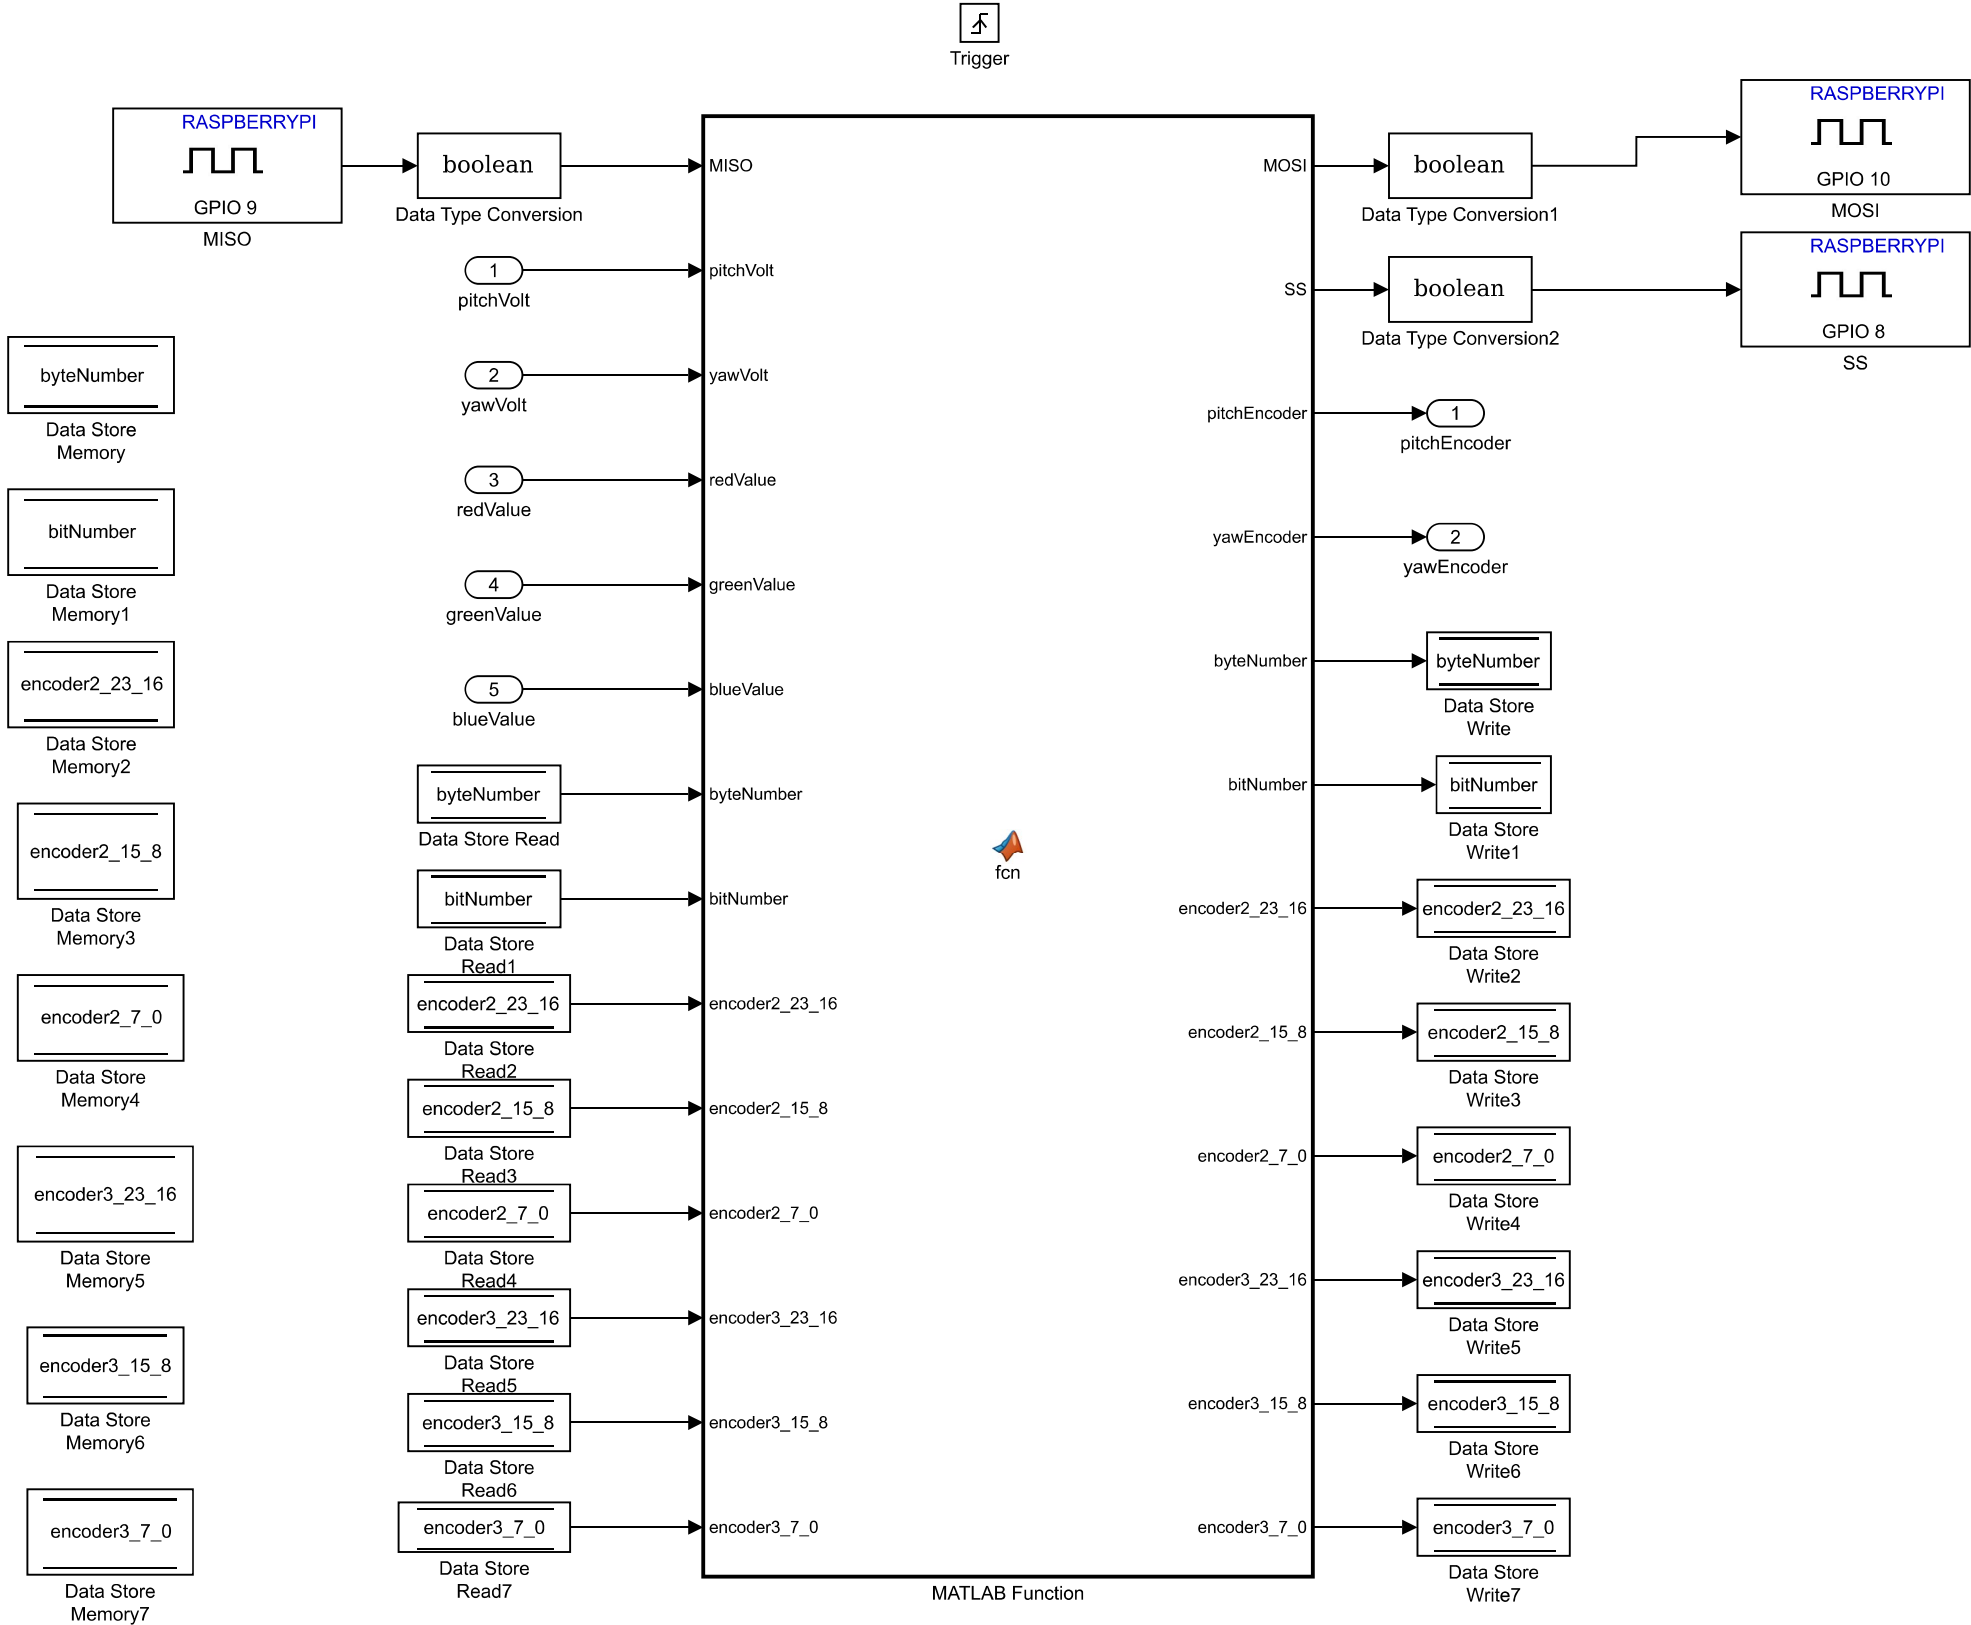 Trigger
RASPBERRYPI
GPIO 9
MISO
boolean
Data Type Conversion
1
pitchVolt
2
yawVolt
3
redValue
4
greenValue
5
blueValue
byteNumber
Data Store
Memory
bitNumber
Data Store
Memory1
encoder2_23_16
Data Store
Memory2
encoder2_15_8
Data Store
Memory3
encoder2_7_0
Data Store
Memory4
encoder3_23_16
Data Store
Memory5
encoder3_15_8
Data Store
Memory6
encoder3_7_0
Data Store
Memory7
byteNumber
Data Store Read
bitNumber
Data Store
Read1
encoder2_23_16
Data Store
Read2
encoder2_15_8
Data Store
Read3
encoder2_7_0
Data Store
Read4
encoder3_23_16
Data Store
Read5
encoder3_15_8
Data Store
Read6
encoder3_7_0
Data Store
Read7
MISO
pitchVolt
yawVolt
redValue
greenValue
blueValue
byteNumber
bitNumber
encoder2_23_16
encoder2_15_8
encoder2_7_0
encoder3_23_16
encoder3_15_8
encoder3_7_0
fcn
MATLAB Function
MOSI
SS
pitchEncoder
yawEncoder
byteNumber
bitNumber
encoder2_23_16
encoder2_15_8
encoder2_7_0
encoder3_23_16
encoder3_15_8
encoder3_7_0
boolean
Data Type Conversion1
boolean
Data Type Conversion2
1
pitchEncoder
2
yawEncoder
byteNumber
Data Store
Write
bitNumber
Data Store
Write1
encoder2_23_16
Data Store
Write2
encoder2_15_8
Data Store
Write3
encoder2_7_0
Data Store
Write4
encoder3_23_16
Data Store
Write5
encoder3_15_8
Data Store
Write6
encoder3_7_0
Data Store
Write7
RASPBERRYPI
GPIO 10
MOSI
RASPBERRYPI
GPIO 8
SS